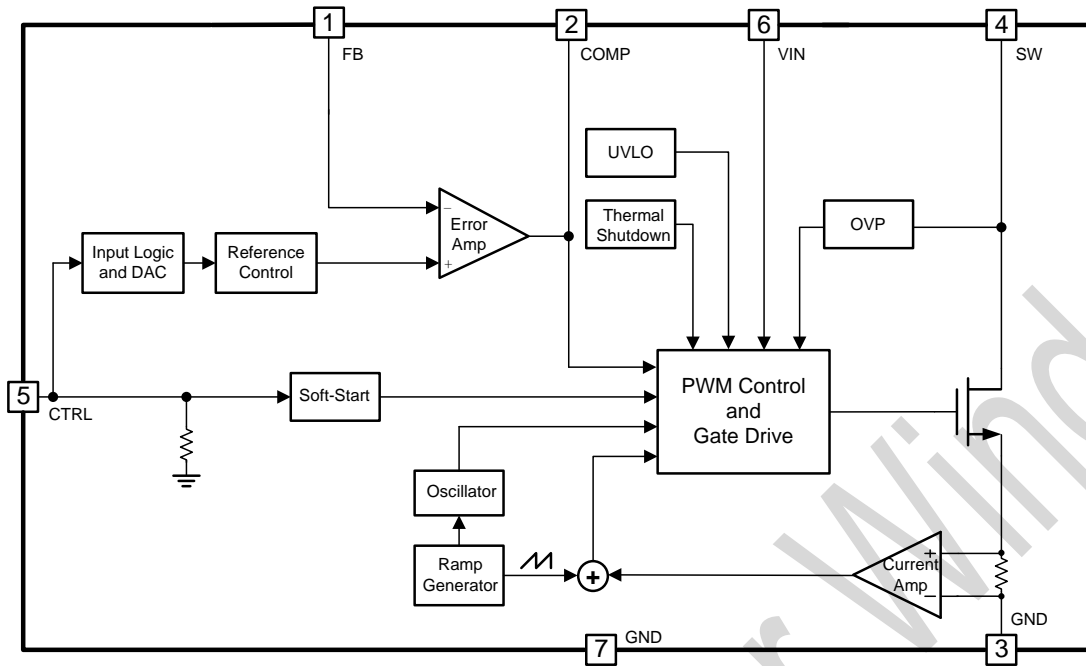 1
2
6
4
FB
COMP
VIN
SW
UVLO
Thermal
Shutdown
OVP
−
Error
Amp
+
Input Logic
and DAC
Reference
Control
5
CTRL
Soft-Start
PWM Control
and
Gate Drive
Oscillator
Ramp
Generator
+
+
Current
Amp
−
GND
7
GND
3